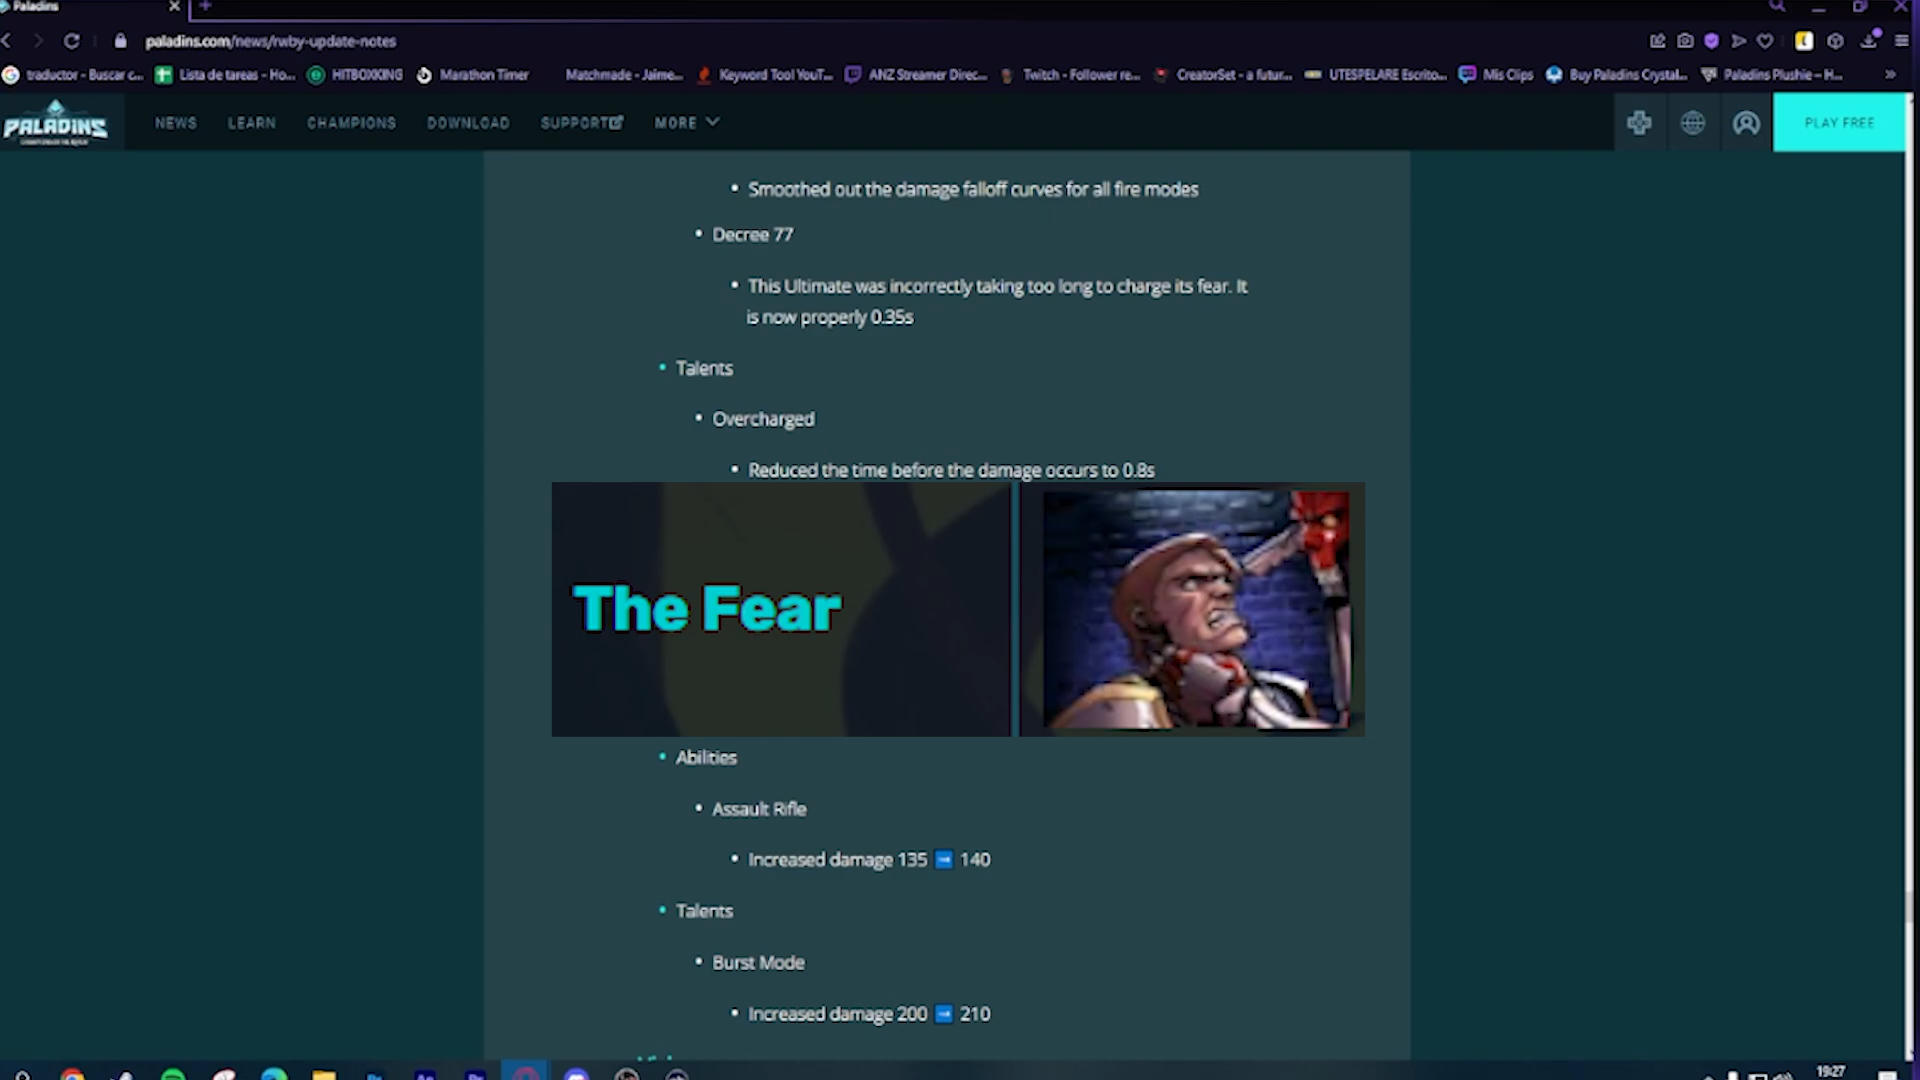 Paladins
paladins.com/news/rwby-update-notes
traductor - Buscar c... Lista de tareas - Ho... HITBOXKING Marathon Timer Matchmade - Jaime... Keyword Tool YouT... ANZ Streamer Direc... Twitch - Follower re... CreatorSet - a futur... UTESPELARE Escrito... Mis Clips Buy Paladins Crystal... Paladins Plushie – H... »
PALADINS
NEWS LEARN CHAMPIONS DOWNLOAD SUPPORT MORE PLAY FREE
• Smoothed out the damage falloff curves for all fire modes
• Decree 77
• This Ultimate was incorrectly taking too long to charge its fear. It
is now properly 0.35s
• Talents
• Overcharged
• Reduced the time before the damage occurs to 0.8s
The Fear
• Abilities
• Assault Rifle
• Increased damage 135 ➡ 140
• Talents
• Burst Mode
• Increased damage 200 ➡ 210
19:27